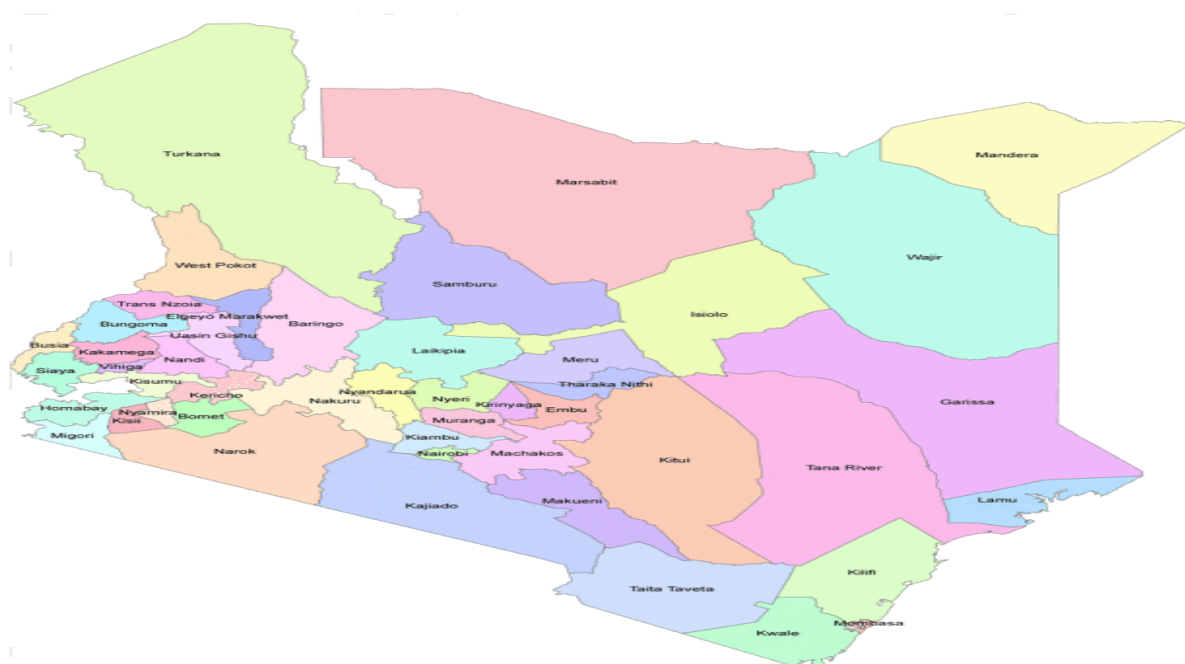 Turkana
Mandera
Marsabit
Wajir
West Pokot
Samburu
Trans Nzoia
Isiolo
Elgeyo Marakwet
Bungoma
Baringo
Uasin Gishu
Busia
Kakamega
Laikipia
Nandi
Meru
Vihiga
Siaya
Kisumu
Tharaka Nithi
Kericho
Nyandarua
Nyeri
Nakuru
Garissa
Kirinyaga
Homabay
Nyamira
Embu
Bomet
Muranga
Kisii
Migori
Kiambu
Narok
Nairobi
Machakos
Kitui
Tana River
Makueni
Lamu
Kajiado
Kilifi
Taita Taveta
Mombasa
Kwale